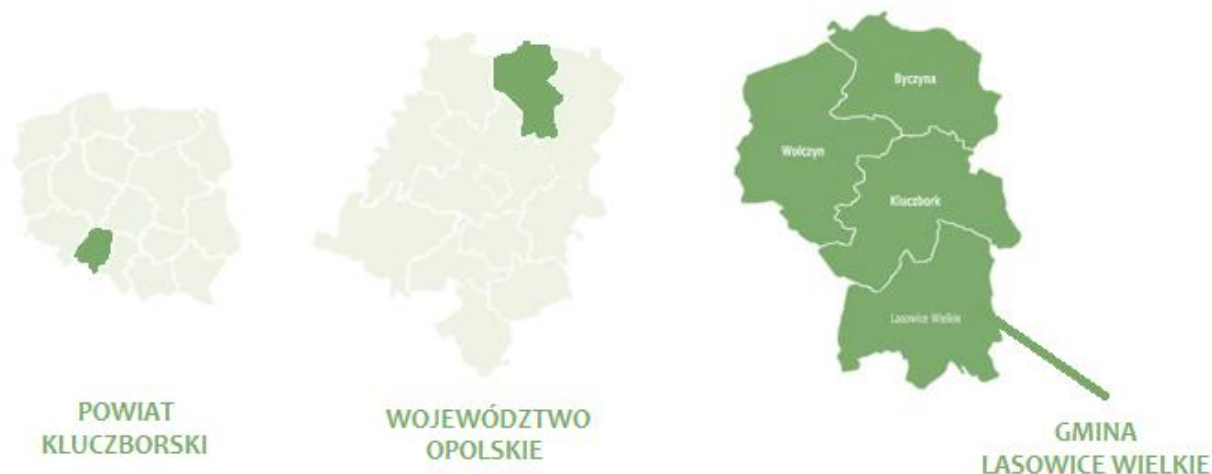 Byczyna
Wołczyn
Kluczbork
Lasowice Wielkie
POWIAT
KLUCZBORSKI
WOJEWÓDZTWO
OPOLSKIE
GMINA
LASOWICE WIELKIE